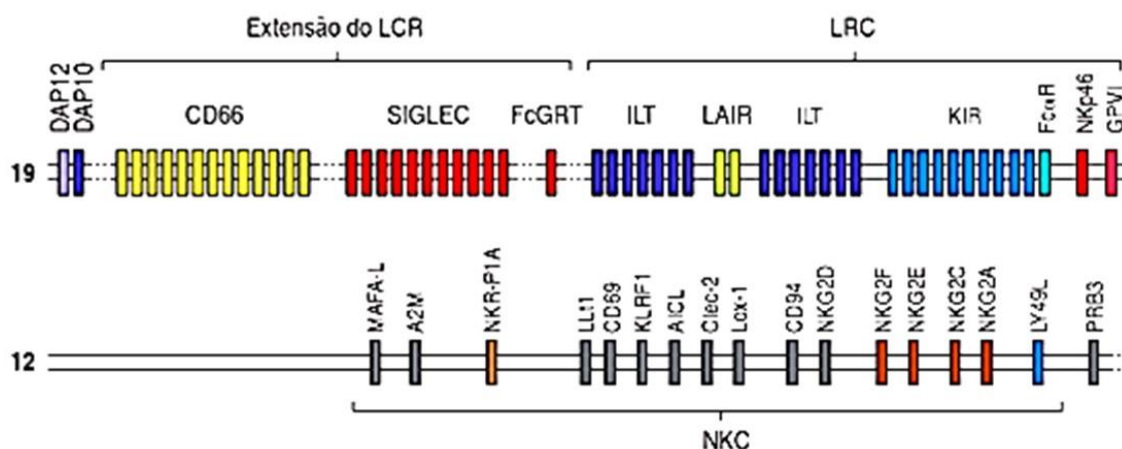 Extensão do LCR LRC
DAP12
DAP10
CD66 SIGLEC FcGRT ILT LAIR ILT KIR
FcαR
NKp46
GPVI
19
MAFA-L
A2M
NKR-P1A
LLt1
CD69
KLRF1
AICL
Clec-2
Lox-1
CD94
NKG2D
NKG2F
NKG2E
NKG2C
NKG2A
LY49L
PRB3
12
NKC